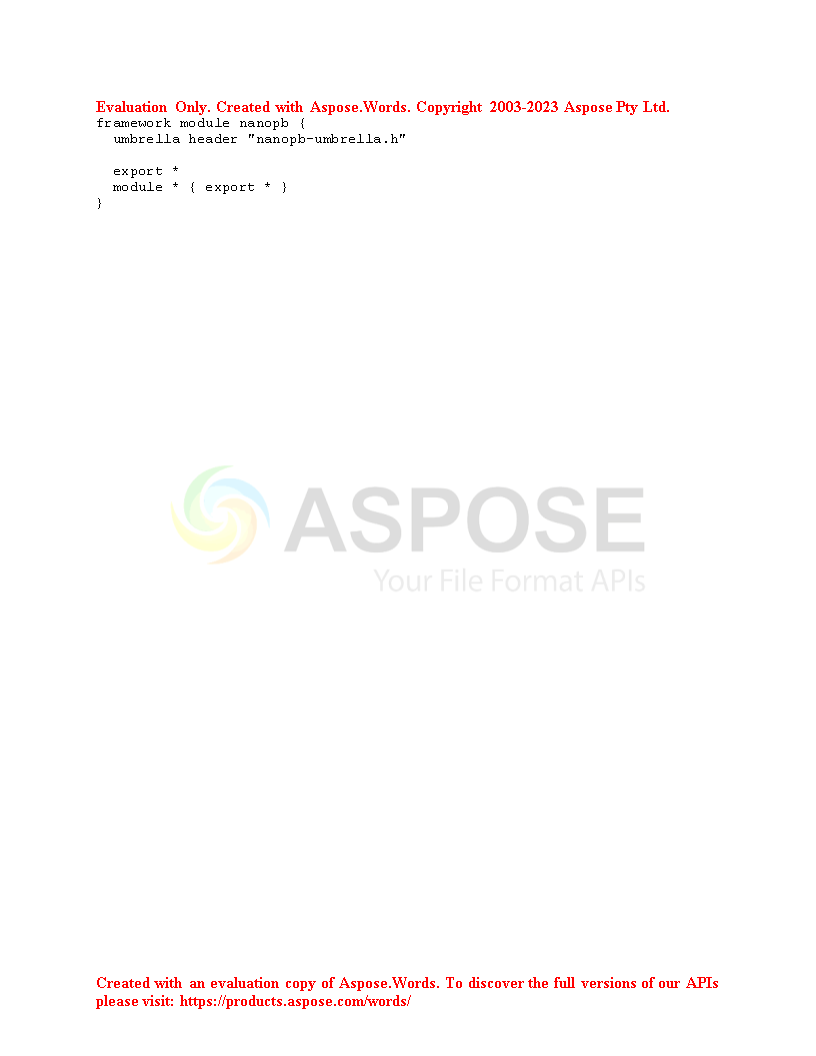 Evaluation Only. Created with Aspose.Words. Copyright 2003-2023 Aspose Pty Ltd.
framework module nanopb {
  umbrella header "nanopb-umbrella.h"

  export *
  module * { export * }
}
ASPOSE
Your File Format APIs
Created with an evaluation copy of Aspose.Words. To discover the full versions of our APIs
please visit: https://products.aspose.com/words/